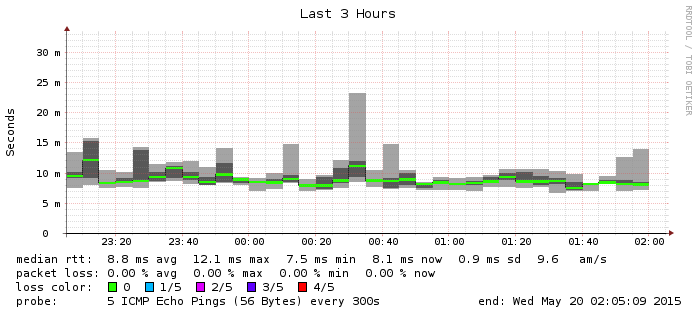 Last 3 Hours
RRDTOOL / TOBI OETIKER
Seconds
30 m
25 m
20 m
15 m
10 m
5 m
0
23:20 23:40 00:00 00:20 00:40 01:00 01:20 01:40 02:00
median rtt: 8.8 ms avg 12.1 ms max 7.5 ms min 8.1 ms now 0.9 ms sd 9.6 am/s
packet loss: 0.00 % avg 0.00 % max 0.00 % min 0.00 % now
loss color: 0 1/5 2/5 3/5 4/5
probe: 5 ICMP Echo Pings (56 Bytes) every 300s end: Wed May 20 02:05:09 2015